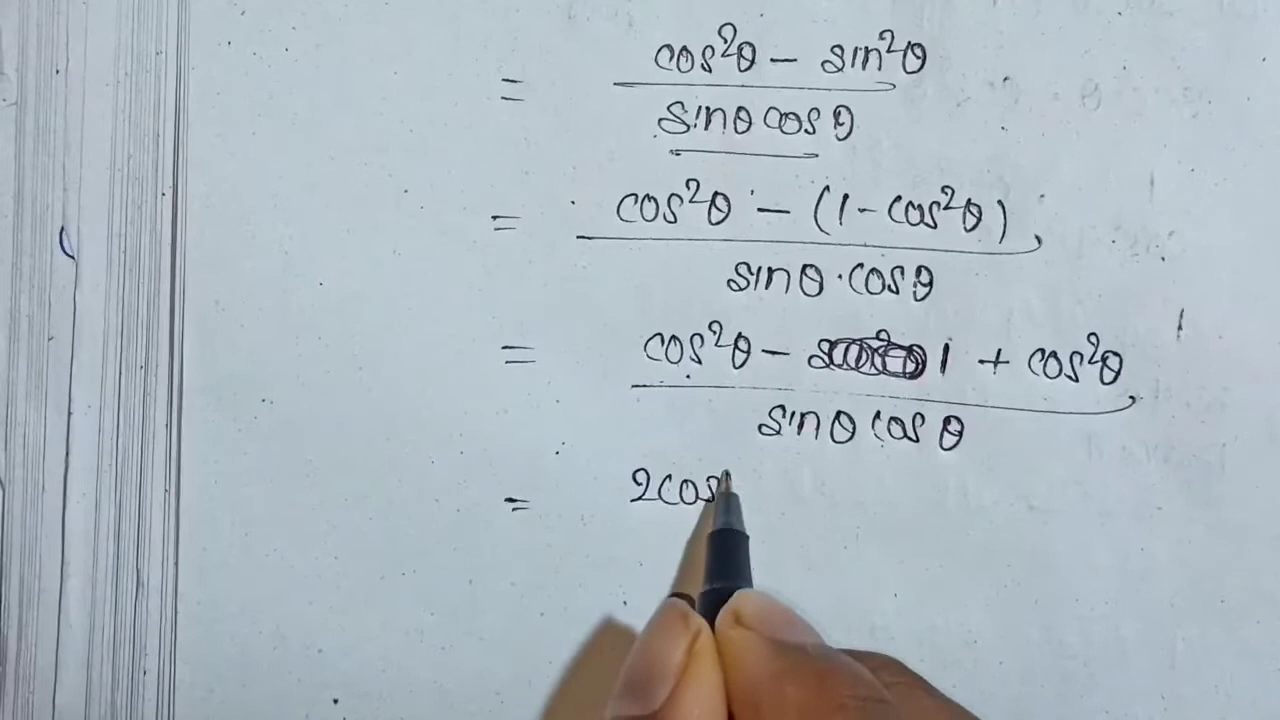 = cos²θ – sin²θ
sinθ cosθ
= cos²θ – (1 - cos²θ)
sinθ·cosθ
= cos²θ – 1 + cos²θ
sinθ cosθ
= 2cos